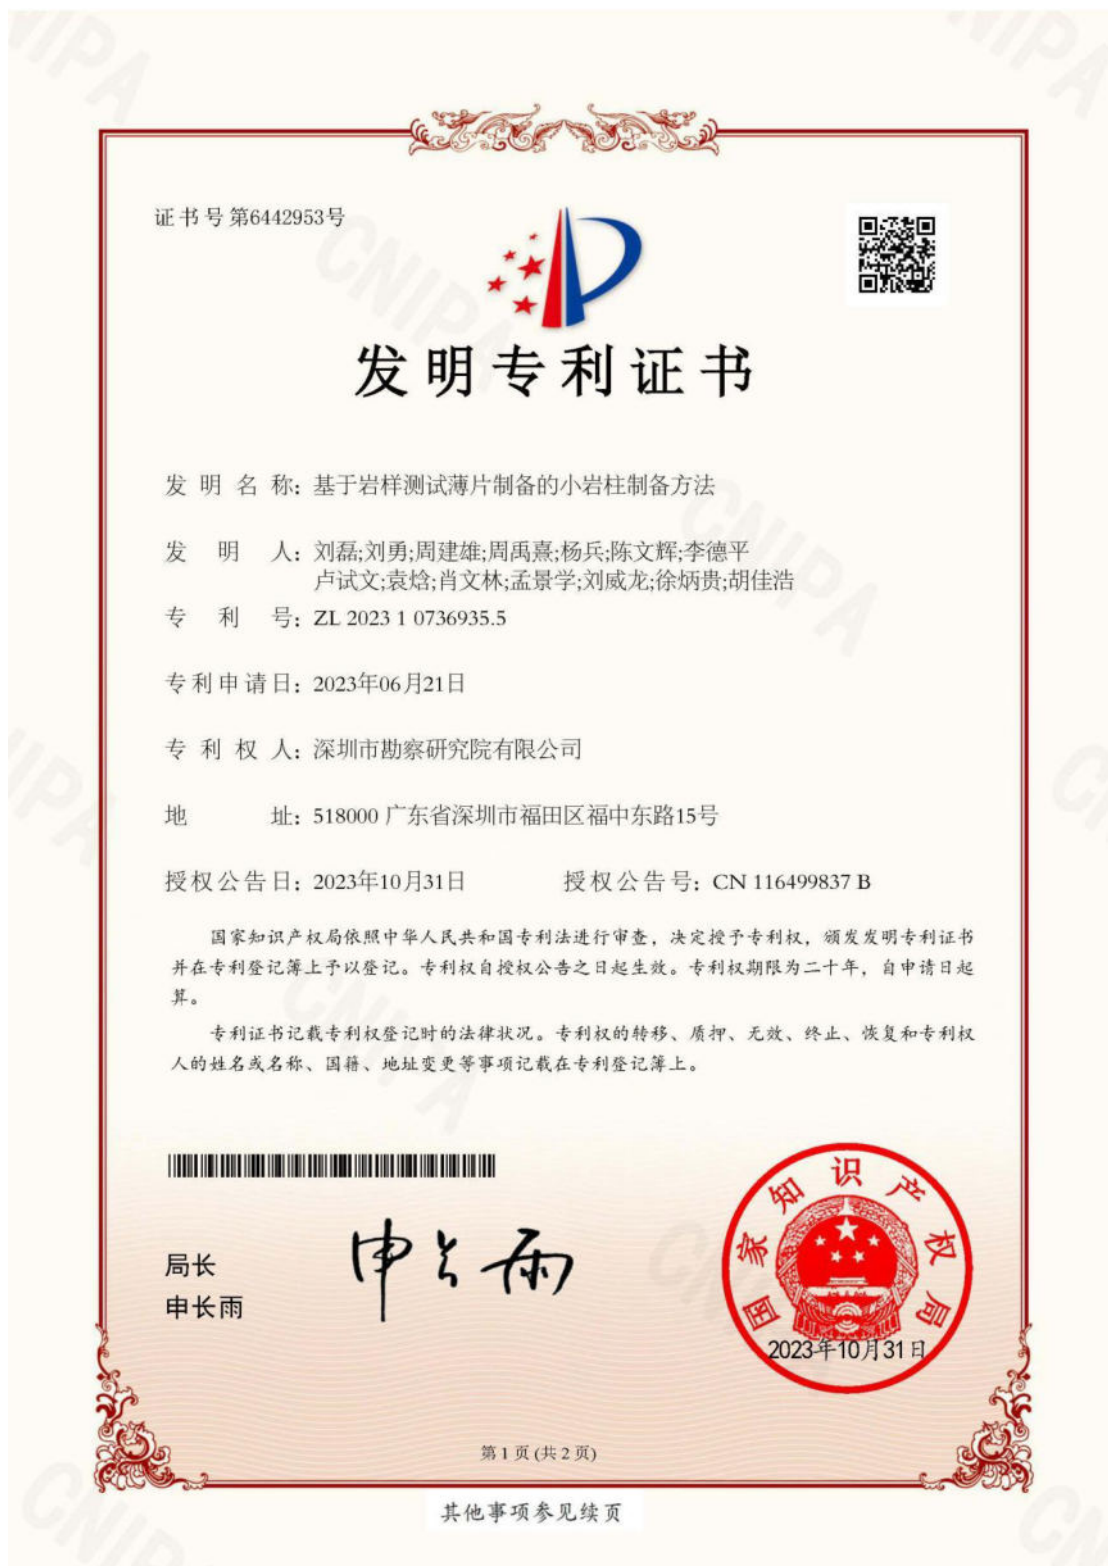 证书号第6442953号
发明专利证书
发明名称：基于岩样测试薄片制备的小岩柱制备方法
发明人：刘磊;刘勇;周建雄;周禹熹;杨兵;陈文辉;李德平
卢试文;袁焓;肖文林;孟景学;刘威龙;徐炳贵;胡佳浩
专利号：ZL 2023 1 0736935.5
专利申请日：2023年06月21日
专利权人：深圳市勘察研究院有限公司
地址：518000 广东省深圳市福田区福中东路15号
授权公告日：2023年10月31日 授权公告号：CN 116499837 B
国家知识产权局依照中华人民共和国专利法进行审查，决定授予专利权，颁发发明专利证书
并在专利登记簿上予以登记。专利权自授权公告之日起生效。专利权期限为二十年，自申请日起
算。
专利证书记载专利权登记时的法律状况。专利权的转移、质押、无效、终止、恢复和专利权
人的姓名或名称、国籍、地址变更等事项记载在专利登记簿上。
局长
申长雨
申长雨
国家知识产权局
2023年10月31日
第 1 页 (共 2 页)
其他事项参见续页
CNIPA